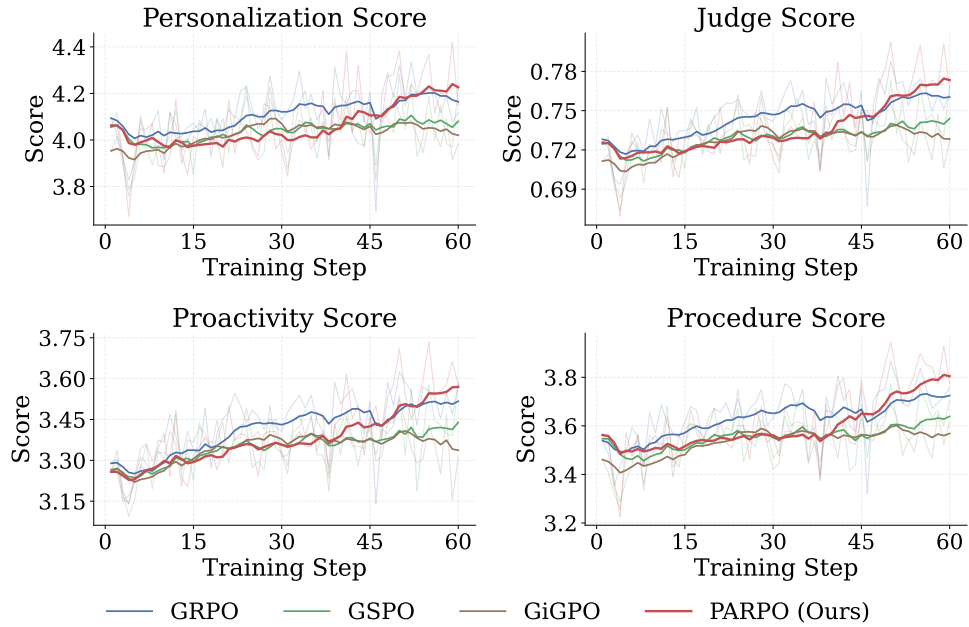 Personalization Score
Judge Score
4.4
4.2
4.0
3.8
Score
0 15 30 45 60
Training Step
0.78
0.75
0.72
0.69
Score
0 15 30 45 60
Training Step
Proactivity Score
Procedure Score
3.75
3.60
3.45
3.30
3.15
Score
0 15 30 45 60
Training Step
3.8
3.6
3.4
3.2
Score
0 15 30 45 60
Training Step
GRPO GSPO GiGPO PARPO (Ours)